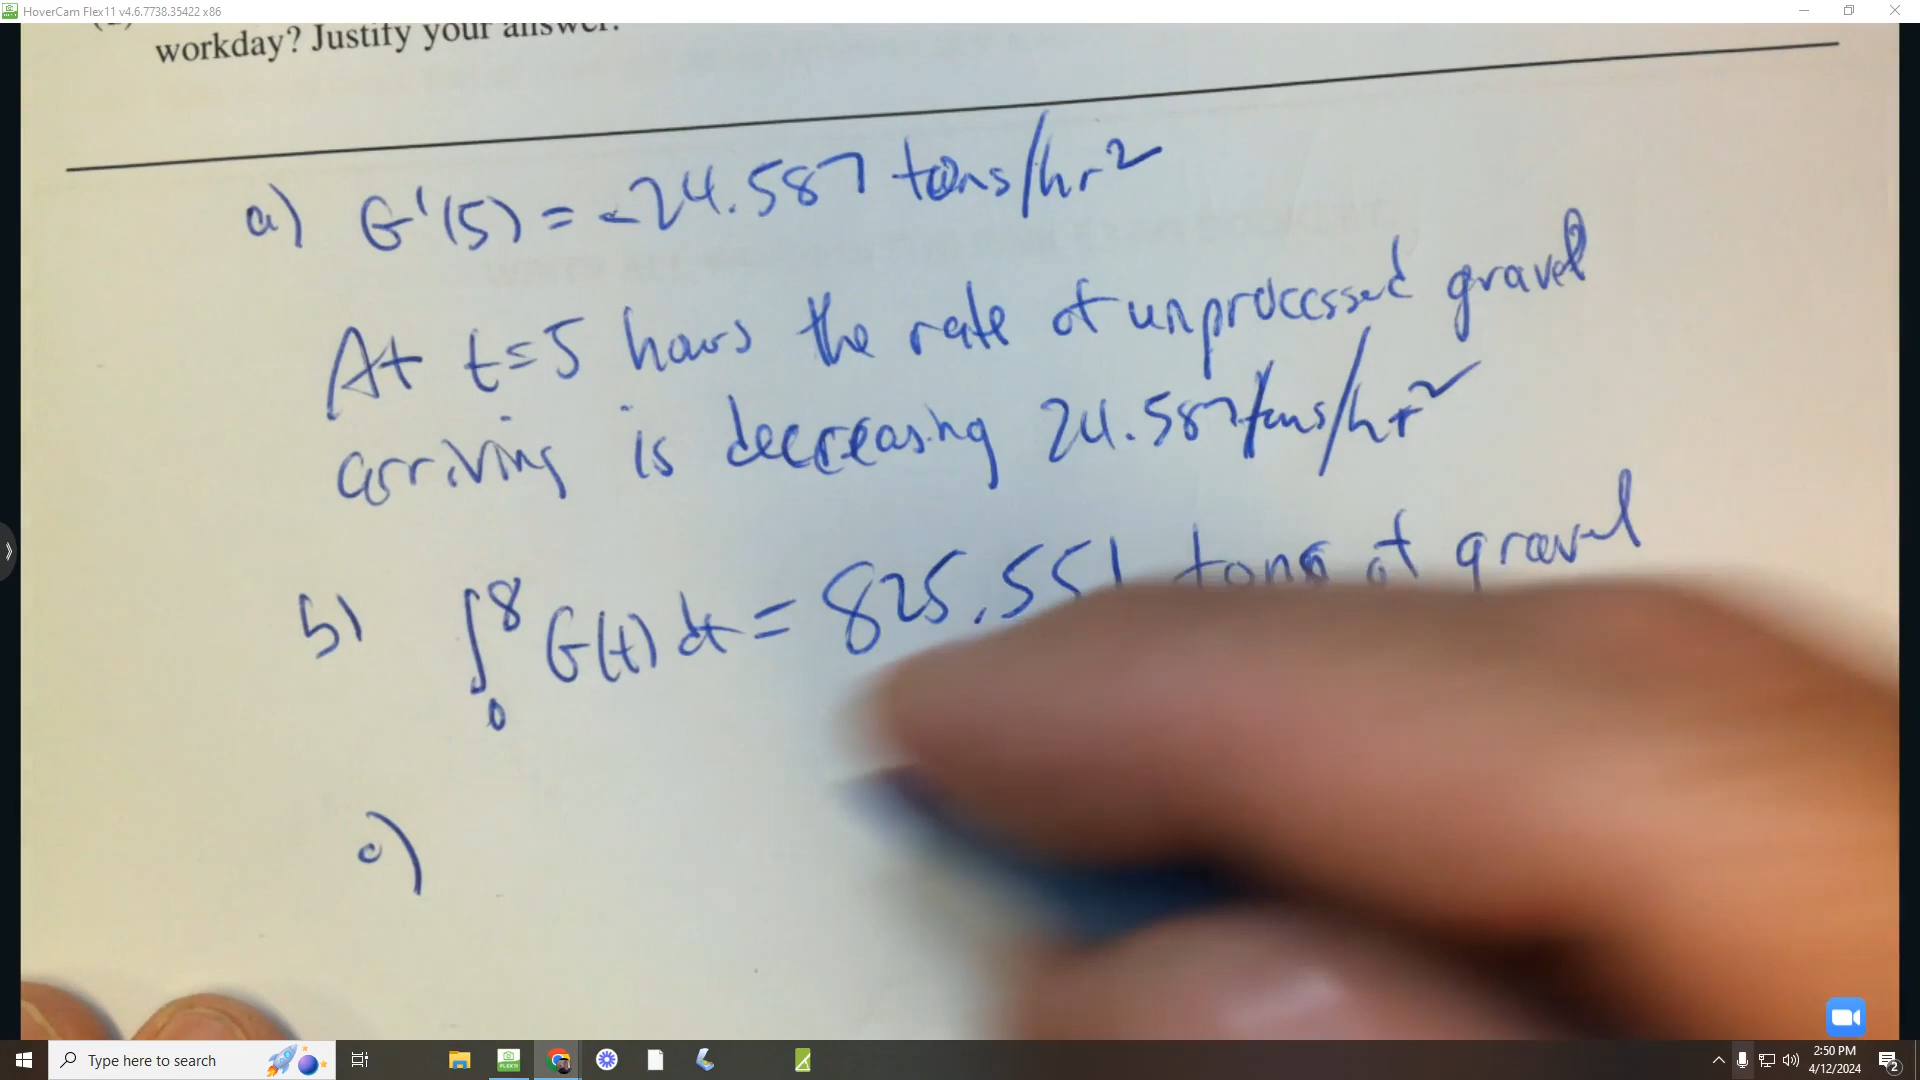 HoverCam Flex11 v4.6.7738.35422 x86
workday? Justify your answer.
a) G'(5) = -24.587 tons/hr²
At t=5 hours the rate of unprocessed gravel
arriving is decreasing 24.587 tons/hr²
b) ∫₀⁸ G(t) dt = 825.551 tons of gravel
c)
Type here to search
2:50 PM
4/12/2024
2